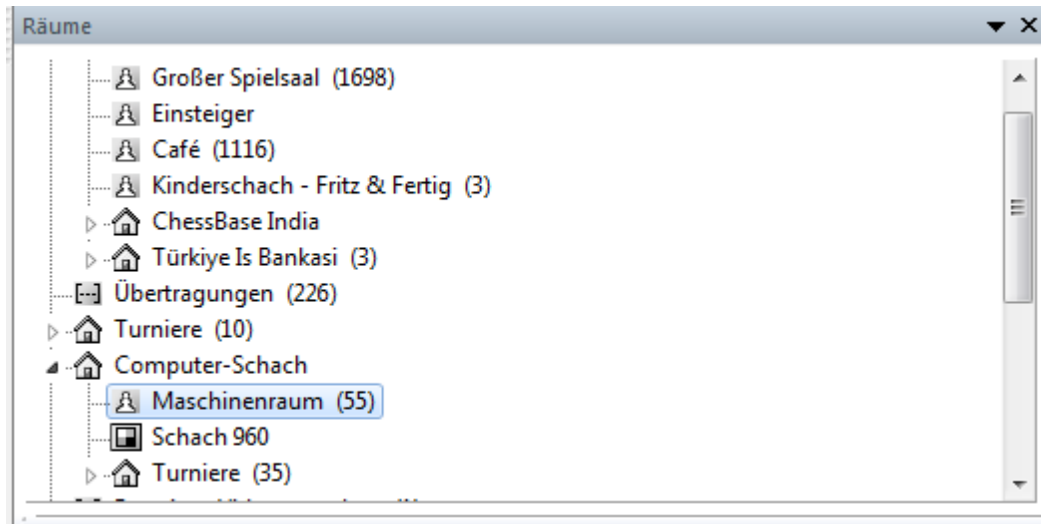 Räume
Großer Spielsaal (1698)
Einsteiger
Café (1116)
Kinderschach - Fritz & Fertig (3)
ChessBase India
Türkiye Is Bankasi (3)
Übertragungen (226)
Turniere (10)
Computer-Schach
Maschinenraum (55)
Schach 960
Turniere (35)